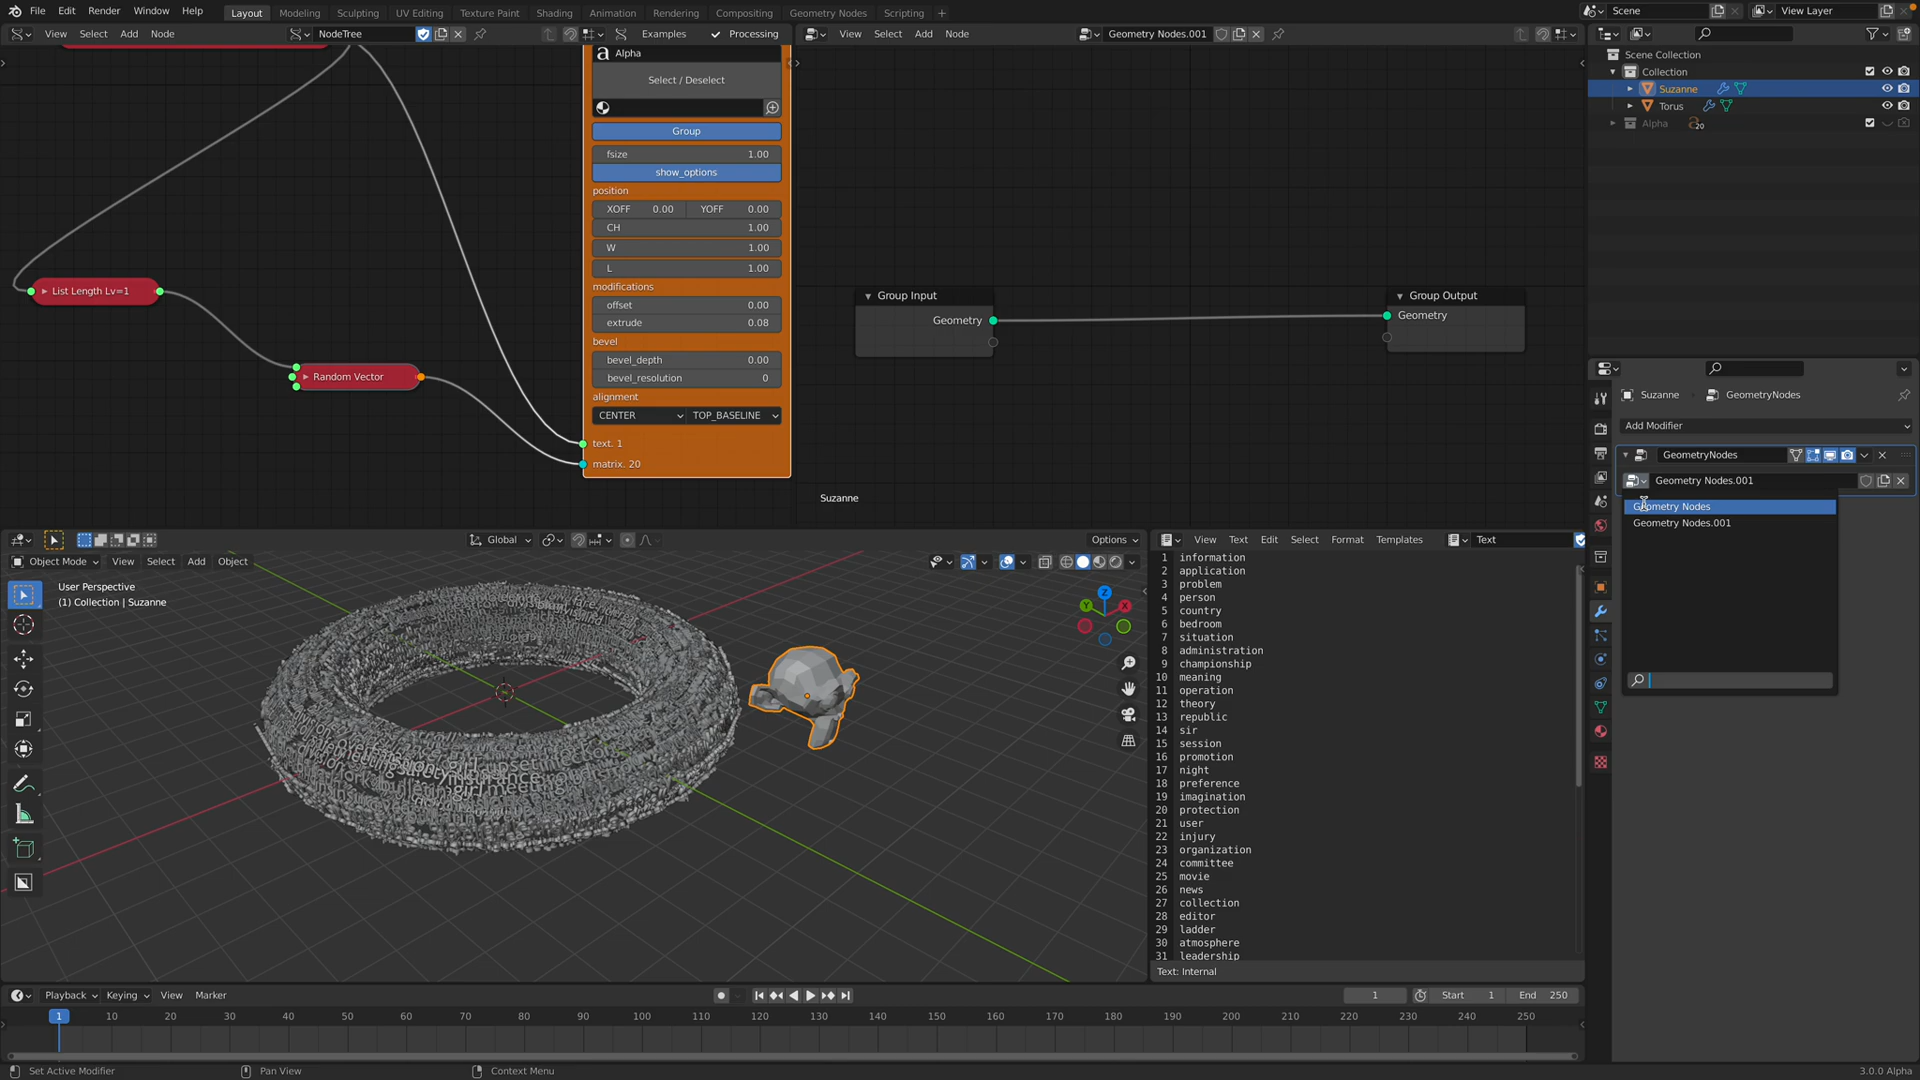 File Edit Render Window Help Layout Modeling Sculpting UV Editing Texture Paint Shading Animation Rendering Compositing Geometry Nodes Scripting + Scene View Layer
View Select Add Node NodeTree Examples Processing
View Select Add Node Geometry Nodes.001
Scene Collection
Collection
Suzanne
Torus
Alpha 20
Alpha
Select / Deselect
Group
fsize 1.00
show_options
position
XOFF 0.00 YOFF 0.00
CH 1.00
W 1.00
L 1.00
modifications
offset 0.00
extrude 0.08
bevel
bevel_depth 0.00
bevel_resolution 0
alignment
CENTER TOP_BASELINE
text. 1
matrix. 20
List Length Lv=1
Random Vector
Group Input
Geometry
Group Output
Geometry
Suzanne
Suzanne GeometryNodes
Add Modifier
GeometryNodes
Geometry Nodes.001
Geometry Nodes
Geometry Nodes.001
Global Options
Object Mode View Select Add Object
User Perspective
(1) Collection | Suzanne
Z
Y X
View Text Edit Select Format Templates Text
1 information
2 application
3 problem
4 person
5 country
6 bedroom
7 situation
8 administration
9 championship
10 meaning
11 operation
12 theory
13 republic
14 sir
15 session
16 promotion
17 night
18 preference
19 imagination
20 protection
21 user
22 injury
23 organization
24 committee
25 movie
26 news
27 collection
28 editor
29 ladder
30 atmosphere
31 leadership
Text: Internal
Playback Keying View Marker 1 Start 1 End 250
1 10 20 30 40 50 60 70 80 90 100 110 120 130 140 150 160 170 180 190 200 210 220 230 240 250
Set Active Modifier Pan View Context Menu 3.0.0 Alpha